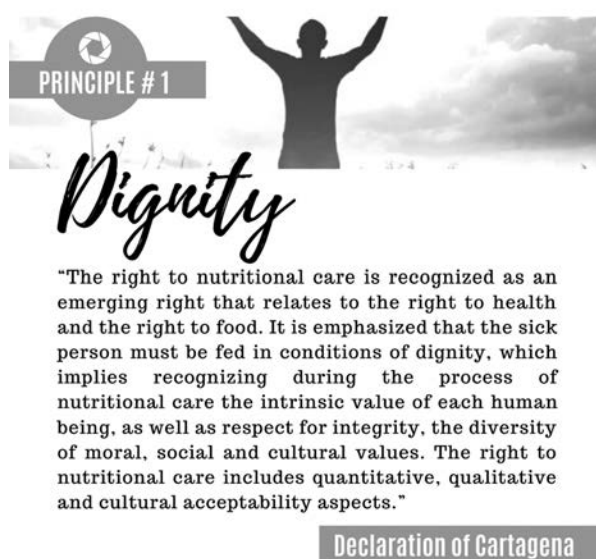 PRINCIPLE # 1
Dignity
“The right to nutritional care is recognized as an
emerging right that relates to the right to health
and the right to food. It is emphasized that the sick
person must be fed in conditions of dignity, which
implies recognizing during the process of
nutritional care the intrinsic value of each human
being, as well as respect for integrity, the diversity
of moral, social and cultural values. The right to
nutritional care includes quantitative, qualitative
and cultural acceptability aspects.”
Declaration of Cartagena